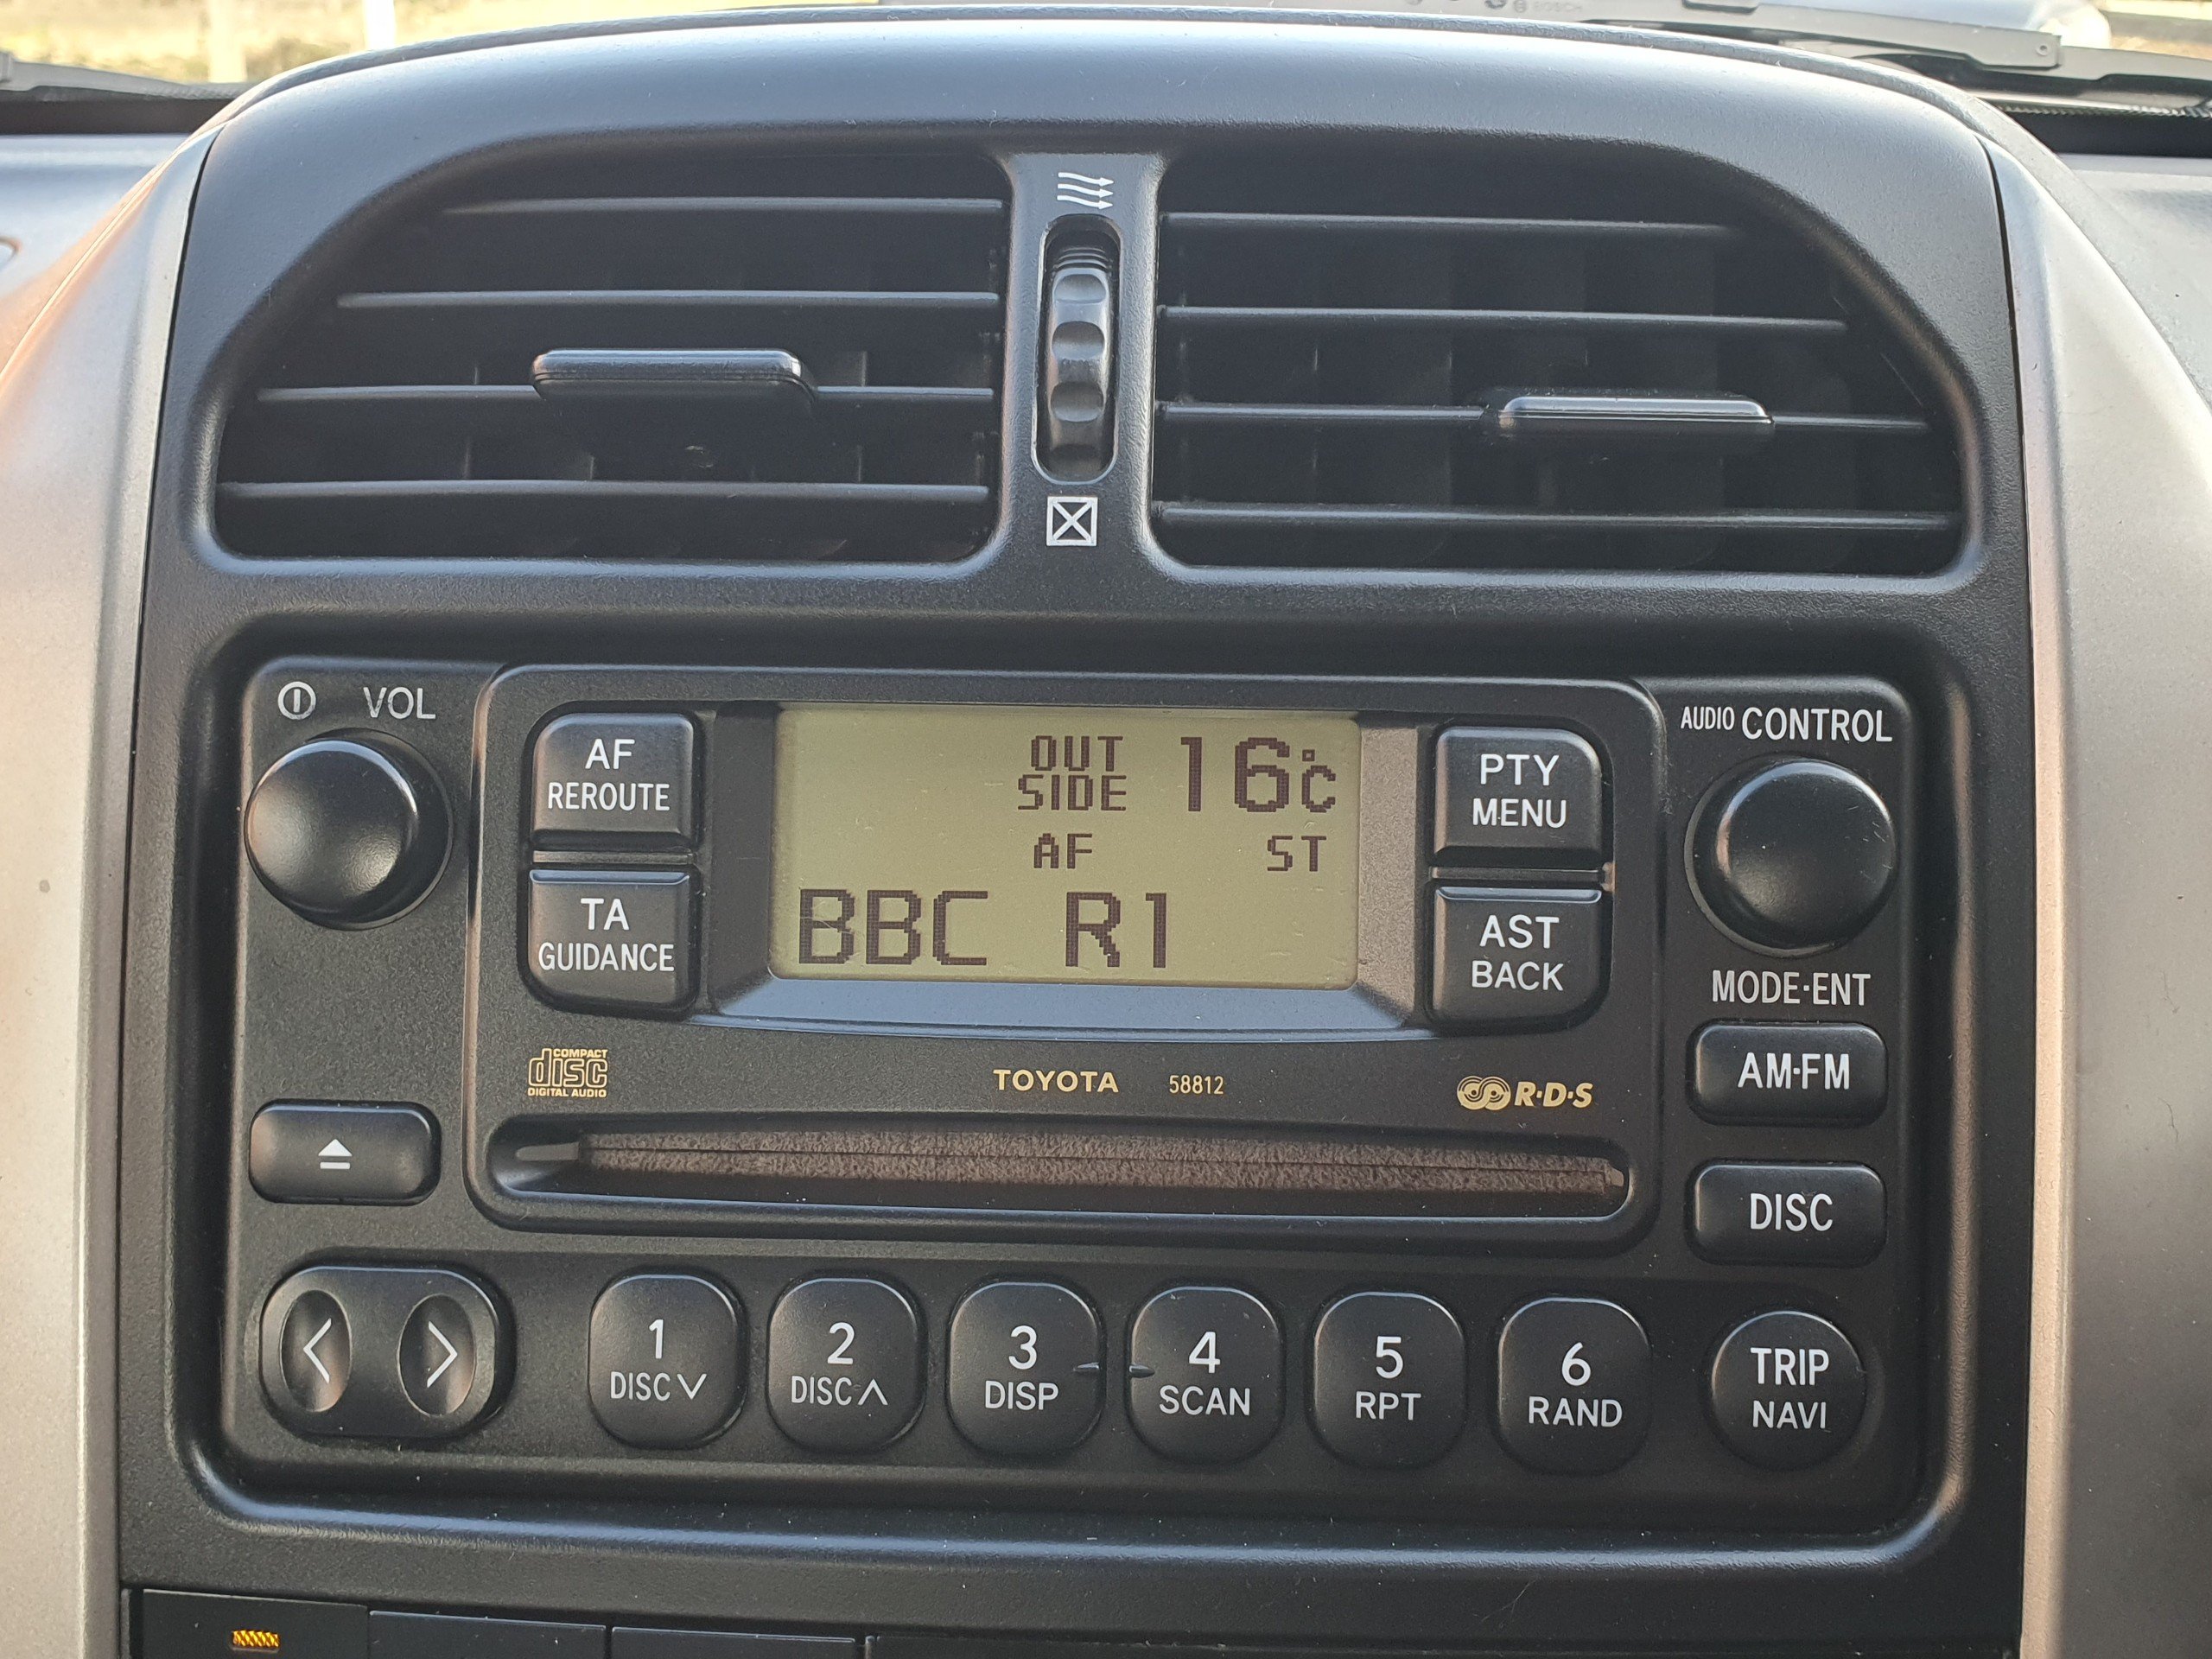 VOL
AF
REROUTE
TA
GUIDANCE
OUT
SIDE
16°C
AF
ST
BBC R1
PTY
MENU
AST
BACK
AUDIO CONTROL
MODE·ENT
AM·FM
DISC
COMPACT
disc
DIGITAL AUDIO
TOYOTA
58812
R·D·S
1
DISC
2
DISC
3
DISP
4
SCAN
5
RPT
6
RAND
TRIP
NAVI